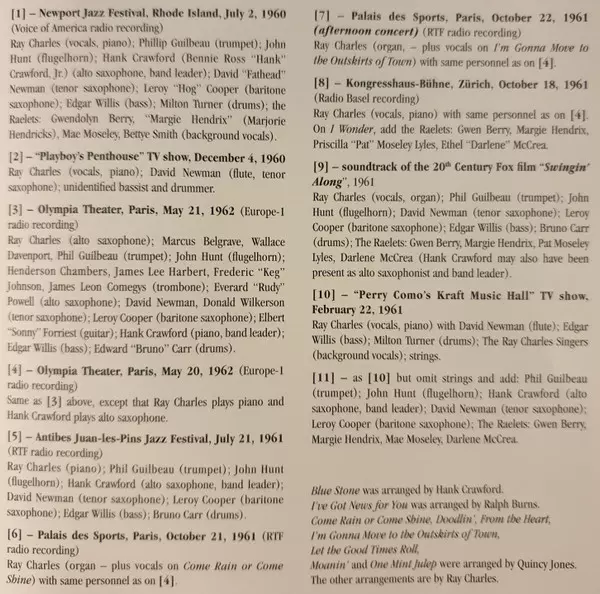 [1] – Newport Jazz Festival, Rhode Island, July 2, 1960
(Voice of America radio recording)
Ray Charles (vocals, piano); Phillip Guilbeau (trumpet); John
Hunt (flugelhorn); Hank Crawford (Bennie Ross "Hank"
Crawford, Jr.) (alto saxophone, band leader); David "Fathead"
Newman (tenor saxophone); Leroy "Hog" Cooper (baritone
saxophone); Edgar Willis (bass); Milton Turner (drums); the
Raelets: Gwendolyn Berry, "Margie Hendrix" (Marjorie
Hendricks), Mae Moseley, Bettye Smith (background vocals).
[2] – "Playboy's Penthouse" TV show, December 4, 1960
Ray Charles (vocals, piano); David Newman (flute, tenor
saxophone); unidentified bassist and drummer.
[3] – Olympia Theater, Paris, May 21, 1962 (Europe-1
radio recording)
Ray Charles (alto saxophone); Marcus Belgrave, Wallace
Davenport, Phil Guilbeau (trumpet); John Hunt (flugelhorn);
Henderson Chambers, James Lee Harbert, Frederic "Keg"
Johnson, James Leon Comegys (trombone); Everard "Rudy"
Powell (alto saxophone); David Newman, Donald Wilkerson
(tenor saxophone); Leroy Cooper (baritone saxophone); Elbert
"Sonny" Forriest (guitar); Hank Crawford (piano, band leader);
Edgar Willis (bass); Edward "Bruno" Carr (drums).
[4] – Olympia Theater, Paris, May 20, 1962 (Europe-1
radio recording)
Same as [3] above, except that Ray Charles plays piano and
Hank Crawford plays alto saxophone.
[5] – Antibes Juan-les-Pins Jazz Festival, July 21, 1961
(RTF radio recording)
Ray Charles (piano); Phil Guilbeau (trumpet); John Hunt
(flugelhorn); Hank Crawford (alto saxophone, band leader);
David Newman (tenor saxophone); Leroy Cooper (baritone
saxophone); Edgar Willis (bass); Bruno Carr (drums).
[6] – Palais des Sports, Paris, October 21, 1961 (RTF
radio recording)
Ray Charles (organ – plus vocals on Come Rain or Come
Shine) with same personnel as on [4].
[7] – Palais des Sports, Paris, October 22, 1961
(afternoon concert) (RTF radio recording)
Ray Charles (organ, – plus vocals on I'm Gonna Move to
the Outskirts of Town) with same personnel as on [4].
[8] – Kongresshaus-Bühne, Zürich, October 18, 1961
(Radio Basel recording)
Ray Charles (vocals, piano) with same personnel as on [4].
On I Wonder, add the Raelets: Gwen Berry, Margie Hendrix,
Priscilla "Pat" Moseley Lyles, Ethel "Darlene" McCrea.
[9] – soundtrack of the 20th Century Fox film "Swingin'
Along", 1961
Ray Charles (vocals, organ); Phil Guilbeau (trumpet); John
Hunt (flugelhorn); David Newman (tenor saxophone); Leroy
Cooper (baritone saxophone); Edgar Willis (bass); Bruno Carr
(drums); The Raelets: Gwen Berry, Margie Hendrix, Pat Moseley
Lyles, Darlene McCrea (Hank Crawford may also have been
present as alto saxophonist and band leader).
[10] – "Perry Como's Kraft Music Hall" TV show,
February 22, 1961
Ray Charles (vocals, piano) with David Newman (flute); Edgar
Willis (bass); Milton Turner (drums); The Ray Charles Singers
(background vocals); strings.
[11] – as [10] but omit strings and add: Phil Guilbeau
(trumpet); John Hunt (flugelhorn); Hank Crawford (alto
saxophone, band leader); David Newman (tenor saxophone);
Leroy Cooper (baritone saxophone); The Raelets: Gwen Berry,
Margie Hendrix, Mae Moseley, Darlene McCrea.
Blue Stone was arranged by Hank Crawford.
I've Got News for You was arranged by Ralph Burns.
Come Rain or Come Shine, Doodlin', From the Heart,
I'm Gonna Move to the Outskirts of Town,
Let the Good Times Roll,
Moanin' and One Mint Julep were arranged by Quincy Jones.
The other arrangements are by Ray Charles.